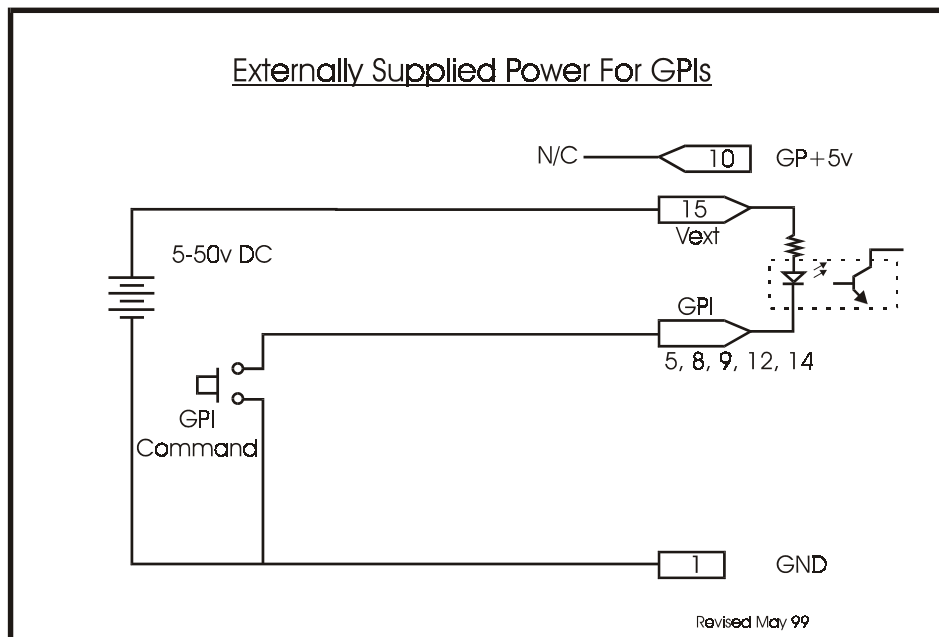 Externally Supplied Power For GPIs
N/C
10
GP+5v
15
Vext
5-50v DC
GPI
5, 8, 9, 12, 14
GPI
Command
1
GND
Revised May 99